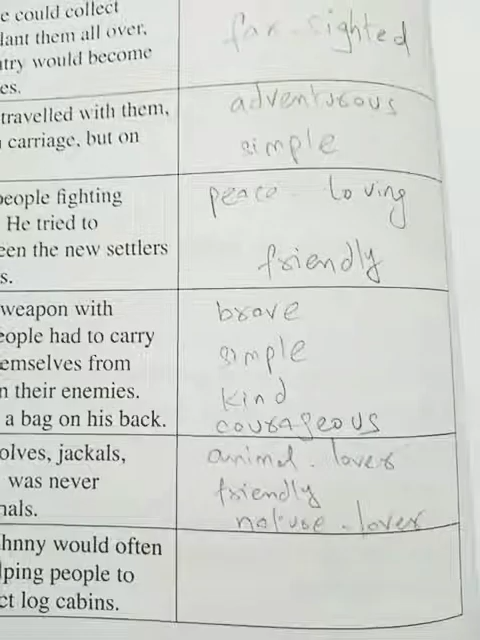 e could collect
lant them all over,
ntry would become
es.
far-sighted
travelled with them,
carriage, but on
adventurous
simple
people fighting
He tried to
een the new settlers
s.
peace-loving
friendly
weapon with
eople had to carry
emselves from
n their enemies.
a bag on his back.
brave
simple
kind
courageous
olves, jackals,
was never
nals.
animal-lover
friendly
nature-lover
hnny would often
lping people to
ct log cabins.